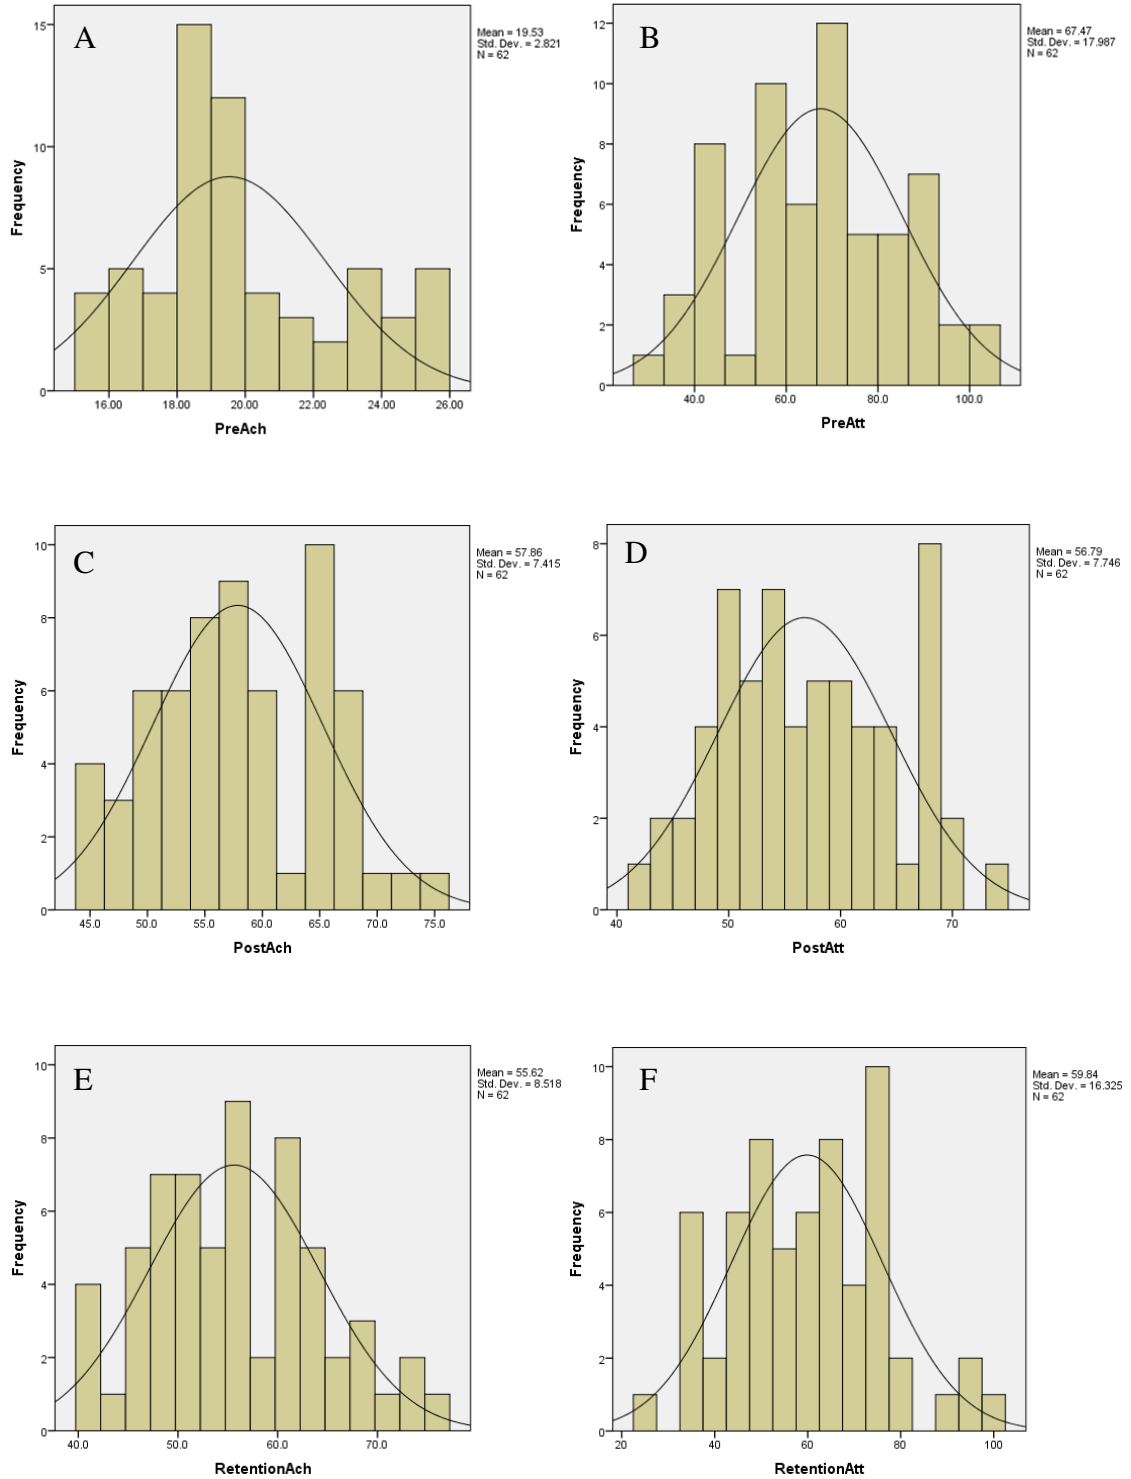 A
Mean = 19.53
Std. Dev. = 2.821
N = 62
15
10
5
0
Frequency
16.00 18.00 20.00 22.00 24.00 26.00
PreAch
B
Mean = 67.47
Std. Dev. = 17.987
N = 62
12
10
8
6
4
2
0
Frequency
40.0 60.0 80.0 100.0
PreAtt
C
Mean = 57.86
Std. Dev. = 7.415
N = 62
10
8
6
4
2
0
Frequency
45.0 50.0 55.0 60.0 65.0 70.0 75.0
PostAch
D
Mean = 56.79
Std. Dev. = 7.746
N = 62
8
6
4
2
0
Frequency
40 50 60 70
PostAtt
E
Mean = 55.62
Std. Dev. = 8.518
N = 62
10
8
6
4
2
0
Frequency
40.0 50.0 60.0 70.0
RetentionAch
F
Mean = 59.84
Std. Dev. = 16.325
N = 62
10
8
6
4
2
0
Frequency
20 40 60 80 100
RetentionAtt